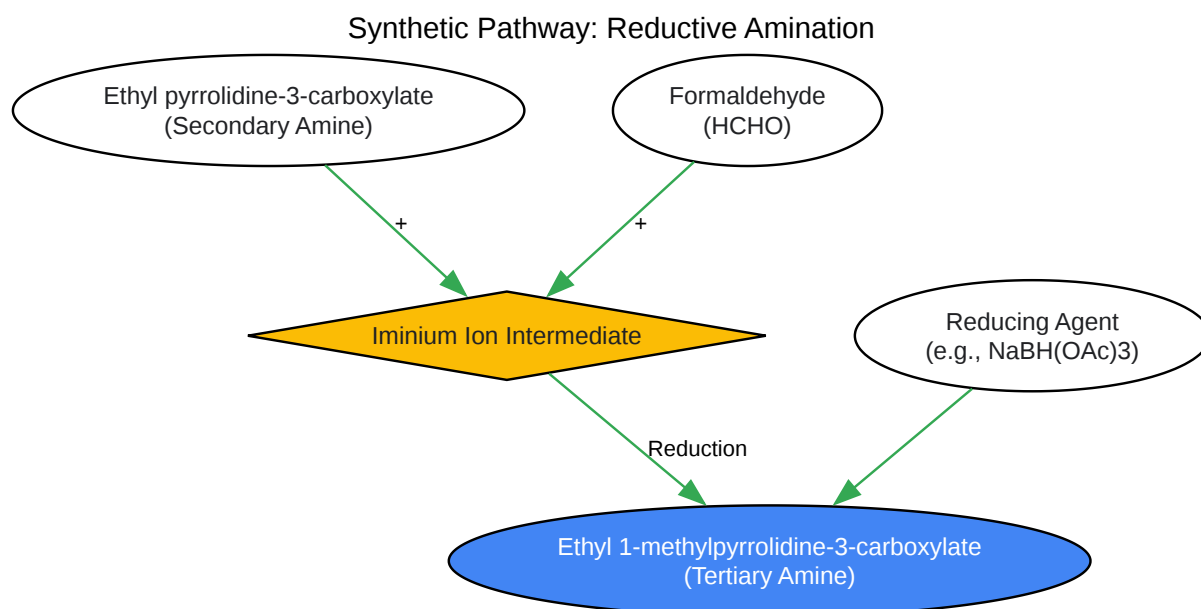 Synthetic Pathway: Reductive Amination
Ethyl pyrrolidine-3-carboxylate
(Secondary Amine)
Formaldehyde
(HCHO)
+
+
Iminium Ion Intermediate
Reducing Agent
(e.g., NaBH(OAc)3)
Reduction
Ethyl 1-methylpyrrolidine-3-carboxylate
(Tertiary Amine)